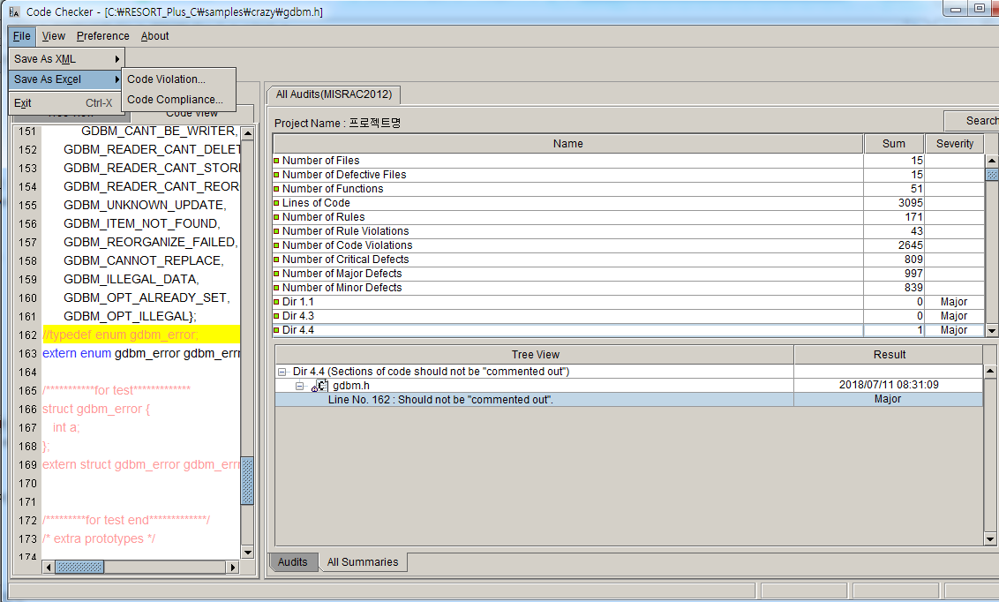 Code Checker - [C:₩RESORT_Plus_C₩samples₩crazy₩gdbm.h]
File View Preference About
Save As XML
Save As Excel
Exit Ctrl-X
Code Violation...
Code Compliance...
Code View
151 GDBM_CANT_BE_WRITER,
152 GDBM_READER_CANT_DELET
153 GDBM_READER_CANT_STOR
154 GDBM_READER_CANT_REOR
155 GDBM_UNKNOWN_UPDATE,
156 GDBM_ITEM_NOT_FOUND,
157 GDBM_REORGANIZE_FAILED,
158 GDBM_CANNOT_REPLACE,
159 GDBM_ILLEGAL_DATA,
160 GDBM_OPT_ALREADY_SET,
161 GDBM_OPT_ILLEGAL};
162 //typedef enum gdbm_error;
163 extern enum gdbm_error gdbm_err
164
165 /***********for test*************
166 struct gdbm_error {
167 int a;
168 };
169 extern struct gdbm_error gdbm_err
170
171
172 /*********for test end*************/
173 /* extra prototypes */
174
All Audits(MISRAC2012)
Project Name : 프로젝트명
Search
Name Sum Severity
Number of Files 15
Number of Defective Files 15
Number of Functions 51
Lines of Code 3095
Number of Rules 171
Number of Rule Violations 43
Number of Code Violations 2645
Number of Critical Defects 809
Number of Major Defects 997
Number of Minor Defects 839
Dir 1.1 0 Major
Dir 4.3 0 Major
Dir 4.4 1 Major
Tree View Result
Dir 4.4 (Sections of code should not be "commented out")
gdbm.h 2018/07/11 08:31:09
Line No. 162 : Should not be "commented out". Major
Audits All Summaries